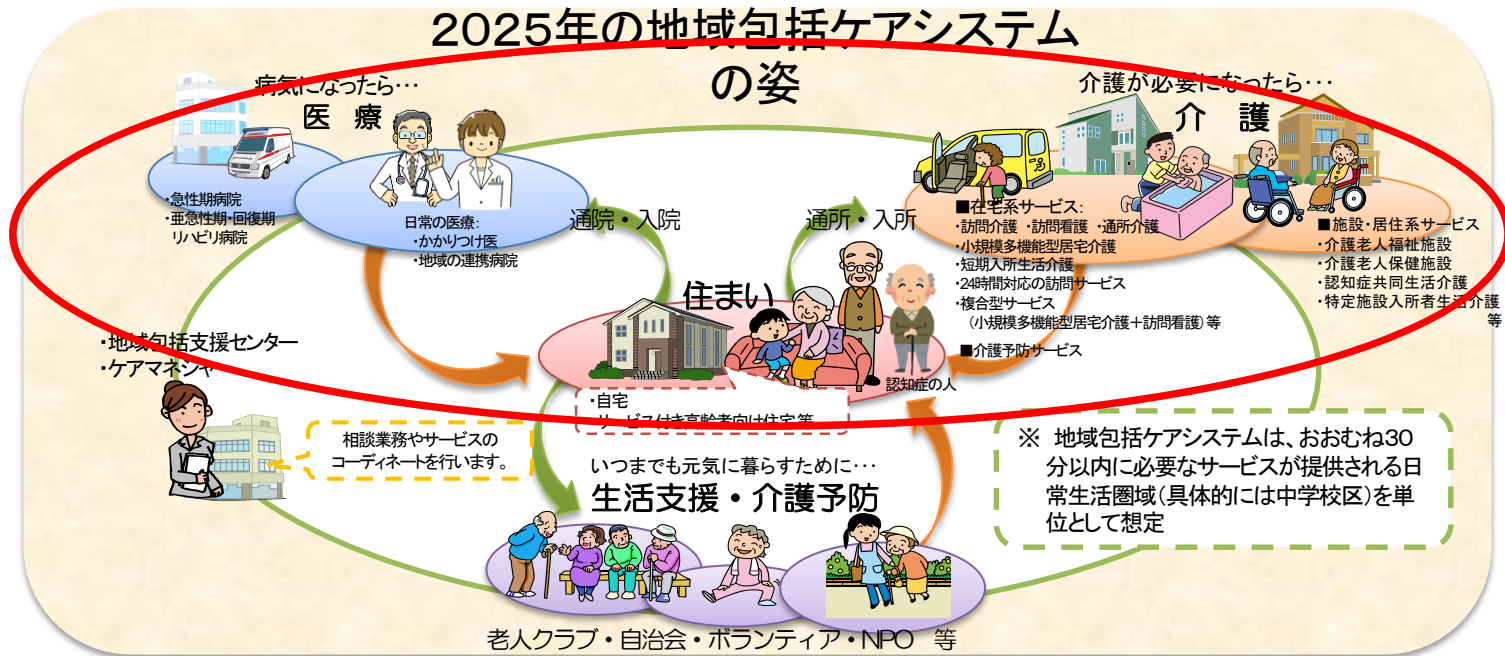 2025年の地域包括ケアシステム
の姿
病気になったら･･･
医 療
・急性期病院
・亜急性期・回復期
リハビリ病院
日常の医療：
・かかりつけ医
・地域の連携病院
通院・入院
通所・入所
介護が必要になったら･･･
介 護
■在宅系サービス：
・訪問介護 ・訪問看護 ・通所介護
・小規模多機能型居宅介護
・短期入所生活介護
・24時間対応の訪問サービス
・複合型サービス
（小規模多機能型居宅介護＋訪問看護）等
■介護予防サービス
■施設・居住系サービス
・介護老人福祉施設
・介護老人保健施設
・認知症共同生活介護
・特定施設入所者生活介護
等
住まい
認知症の人
・自宅
・サービス付き高齢者向け住宅等
・地域包括支援センター
・ケアマネジャー
相談業務やサービスの
コーディネートを行います。
いつまでも元気に暮らすために･･･
生活支援・介護予防
※ 地域包括ケアシステムは、おおむね30
分以内に必要なサービスが提供される日
常生活圏域（具体的には中学校区）を単
位として想定
老人クラブ・自治会・ボランティア・NPO 等